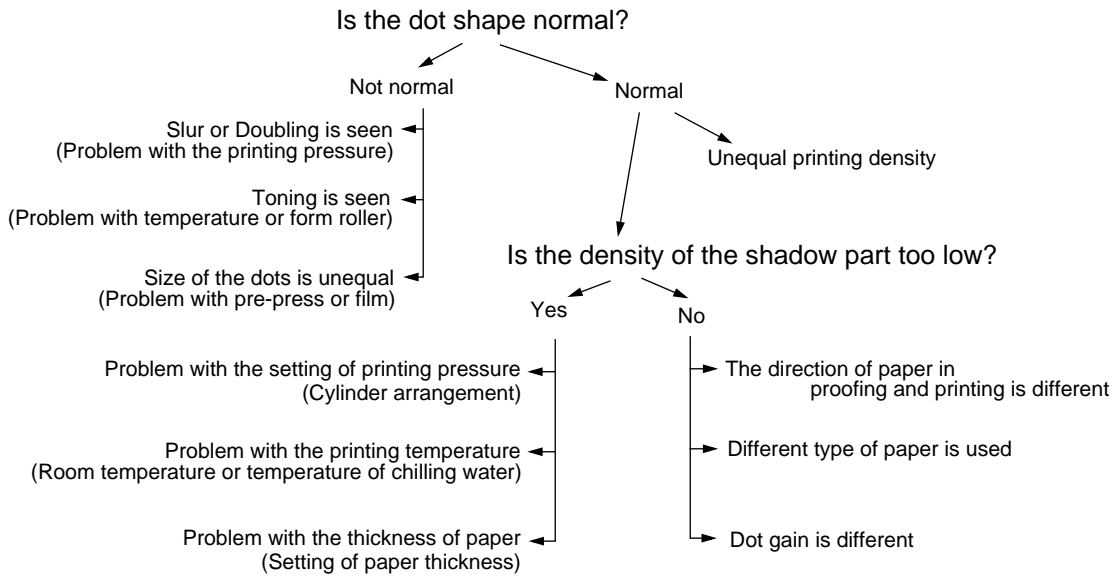 Is the dot shape normal?
Not normal
Normal
Slur or Doubling is seen
(Problem with the printing pressure)
Unequal printing density
Toning is seen
(Problem with temperature or form roller)
Size of the dots is unequal
(Problem with pre-press or film)
Is the density of the shadow part too low?
Yes
No
Problem with the setting of printing pressure
(Cylinder arrangement)
The direction of paper in
proofing and printing is different
Problem with the printing temperature
(Room temperature or temperature of chilling water)
Different type of paper is used
Problem with the thickness of paper
(Setting of paper thickness)
Dot gain is different